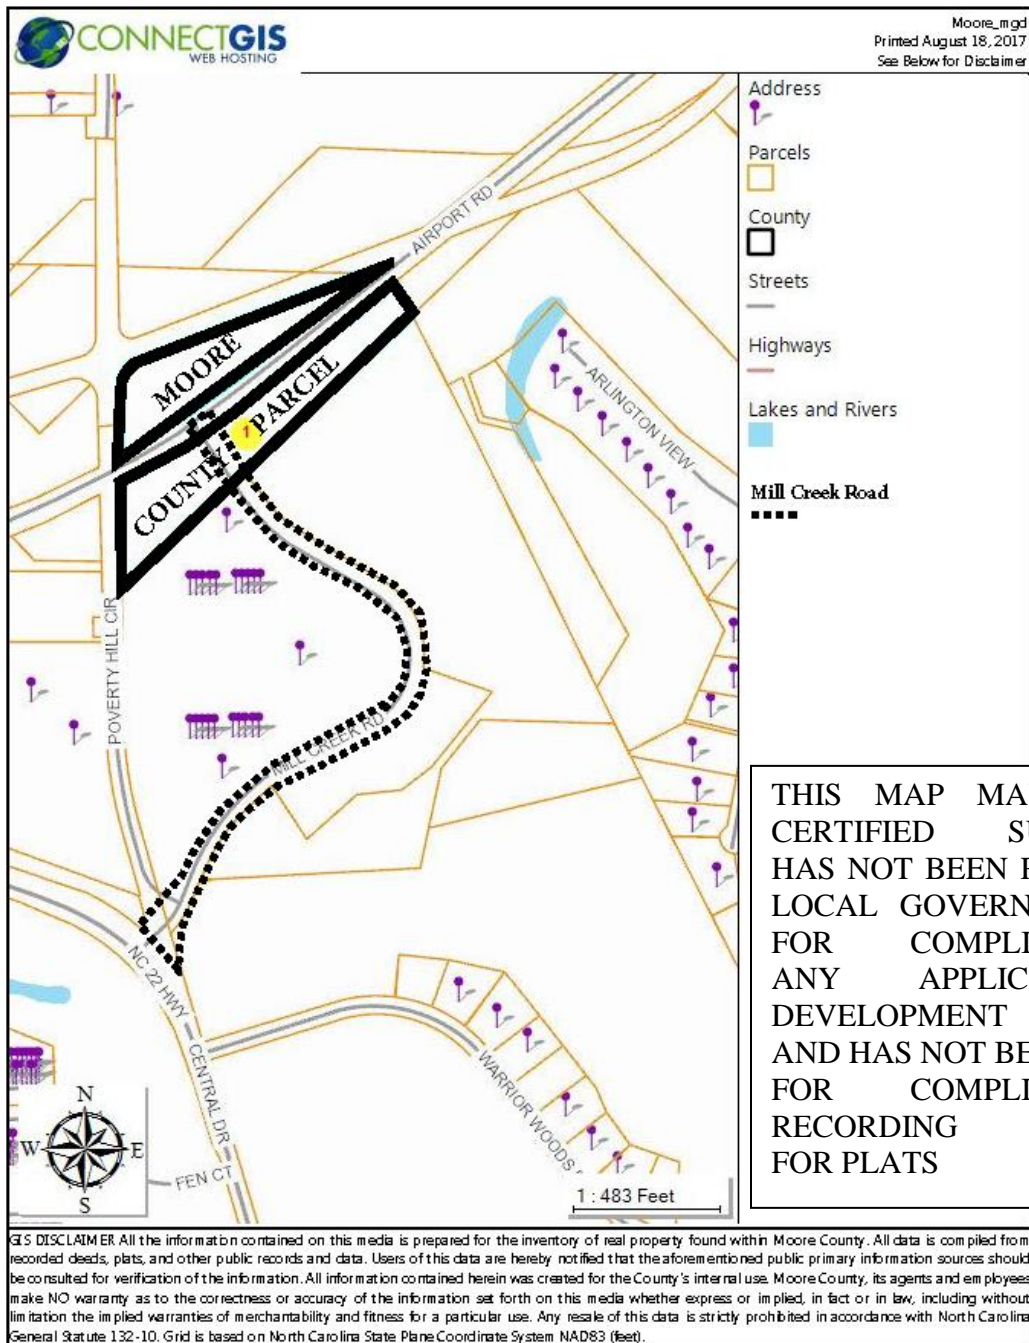 CONNECTGIS
WEB HOSTING
Moore_mgd
Printed August 18, 2017
See Below for Disclaimer
Address
Parcels
County
Streets
Highways
Lakes and Rivers
Mill Creek Road
AIRPORT RD
MOORE
COUNTY PARCEL
1
ARLINGTON VIEW
POVERTY HILL CIR
MILL CREEK RD
NC 22 HWY
CENTRAL DR
WARRIOR WOODS
FEN CT
N
W E
S
1 : 483 Feet
THIS MAP MA
CERTIFIED SU
HAS NOT BEEN
LOCAL GOVERN
FOR COMPLI
ANY APPLIC
DEVELOPMENT
AND HAS NOT BE
FOR COMPLI
RECORDING
FOR PLATS
GIS DISCLAIMER All the information contained on this media is prepared for the inventory of real property found within Moore County. All data is compiled from
recorded deeds, plats, and other public records and data. Users of this data are hereby notified that the aforementioned public primary information sources should
be consulted for verification of the information. All information contained herein was created for the County's internal use. Moore County, its agents and employees
make NO warranty as to the correctness or accuracy of the information set forth on this media whether express or implied, in fact or in law, including without
limitation the implied warranties of merchantability and fitness for a particular use. Any resale of this data is strictly prohibited in accordance with North Carolina
General Statute 132-10. Grid is based on North Carolina State Plane Coordinate System NAD83 (feet).